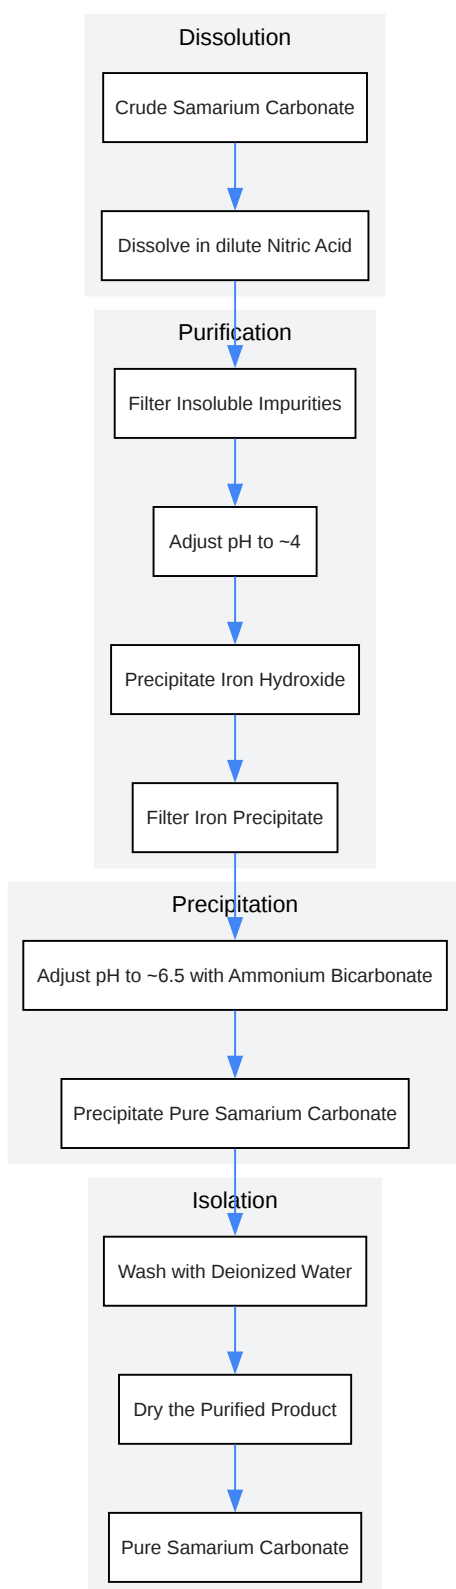 Dissolution
Crude Samarium Carbonate
Dissolve in dilute Nitric Acid
Purification
Filter Insoluble Impurities
Adjust pH to ~4
Precipitate Iron Hydroxide
Filter Iron Precipitate
Precipitation
Adjust pH to ~6.5 with Ammonium Bicarbonate
Precipitate Pure Samarium Carbonate
Isolation
Wash with Deionized Water
Dry the Purified Product
Pure Samarium Carbonate